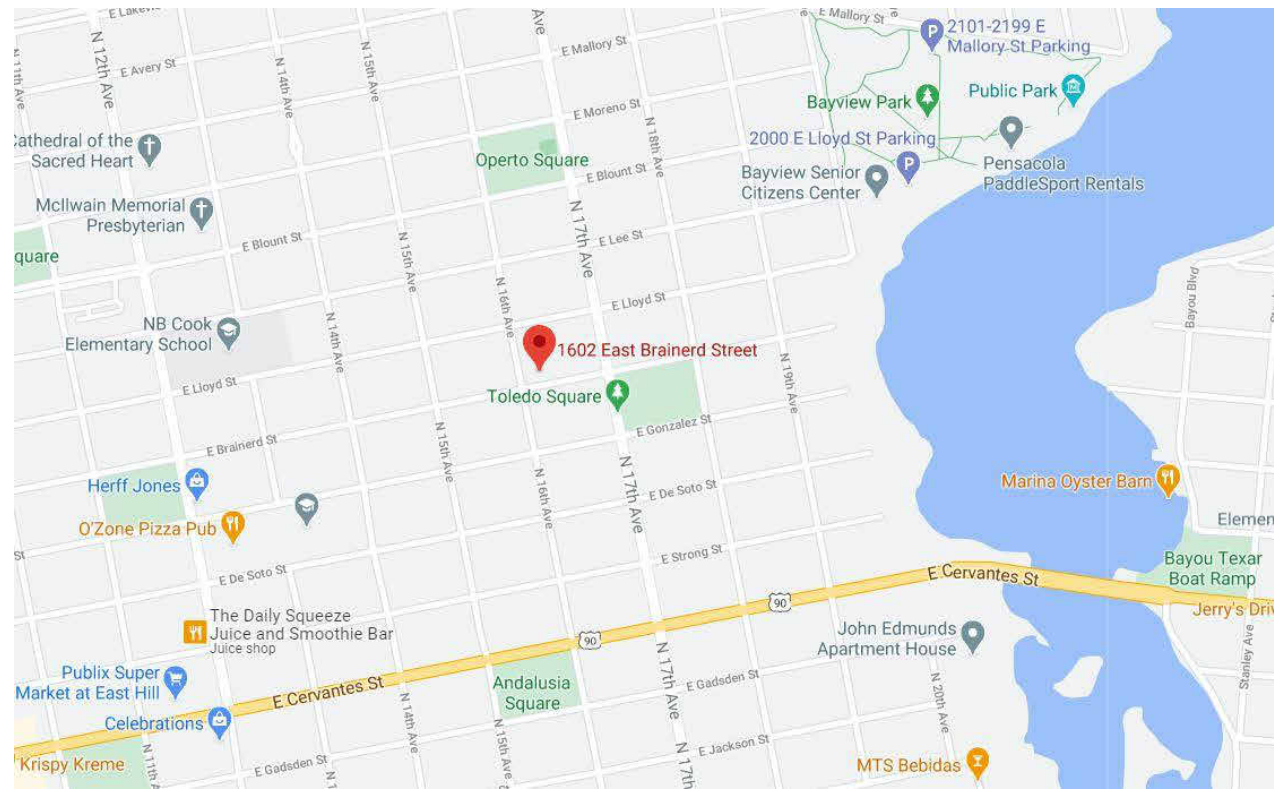 E Lakevi
E Mallory St
2101-2199 E
Mallory St Parking
Ave
N 12th Ave
N 11th Ave
E Avery St
N 14th Ave
N 15th Ave
E Mallory St
Bayview Park
Public Park
E Moreno St
N 18th Ave
2000 E Lloyd St Parking
Cathedral of the
Sacred Heart
Operto Square
E Blount St
Bayview Senior
Citizens Center
Pensacola
PaddleSport Rentals
McIlwain Memorial
Presbyterian
N 17th Ave
E Blount St
E Lee St
quare
N 15th Ave
N 16th Ave
Bayou Blvd
E Lloyd St
NB Cook
Elementary School
N 14th Ave
1602 East Brainerd Street
N 19th Ave
E Lloyd St
Toledo Square
E Gonzalez St
E Brainerd St
N 15th Ave
N 16th Ave
N 17th Ave
Herff Jones
E De Soto St
Marina Oyster Barn
O'Zone Pizza Pub
Elemen
St
E Strong St
Bayou Texar
Boat Ramp
E De Soto St
E Cervantes St
90
Jerry's Driv
The Daily Squeeze
Juice and Smoothie Bar
Juice shop
90
John Edmunds
Apartment House
Stanley Ave
Publix Super
Market at East Hill
E Cervantes St
N 14th Ave
Andalusia
Square
N 17th Ave
E Gadsden St
N 20th Ave
Celebrations
N 15th Ave
N 11th Ave
E Jackson St
Krispy Kreme
E Gadsden St
N 1
N 17th
MTS Bebidas